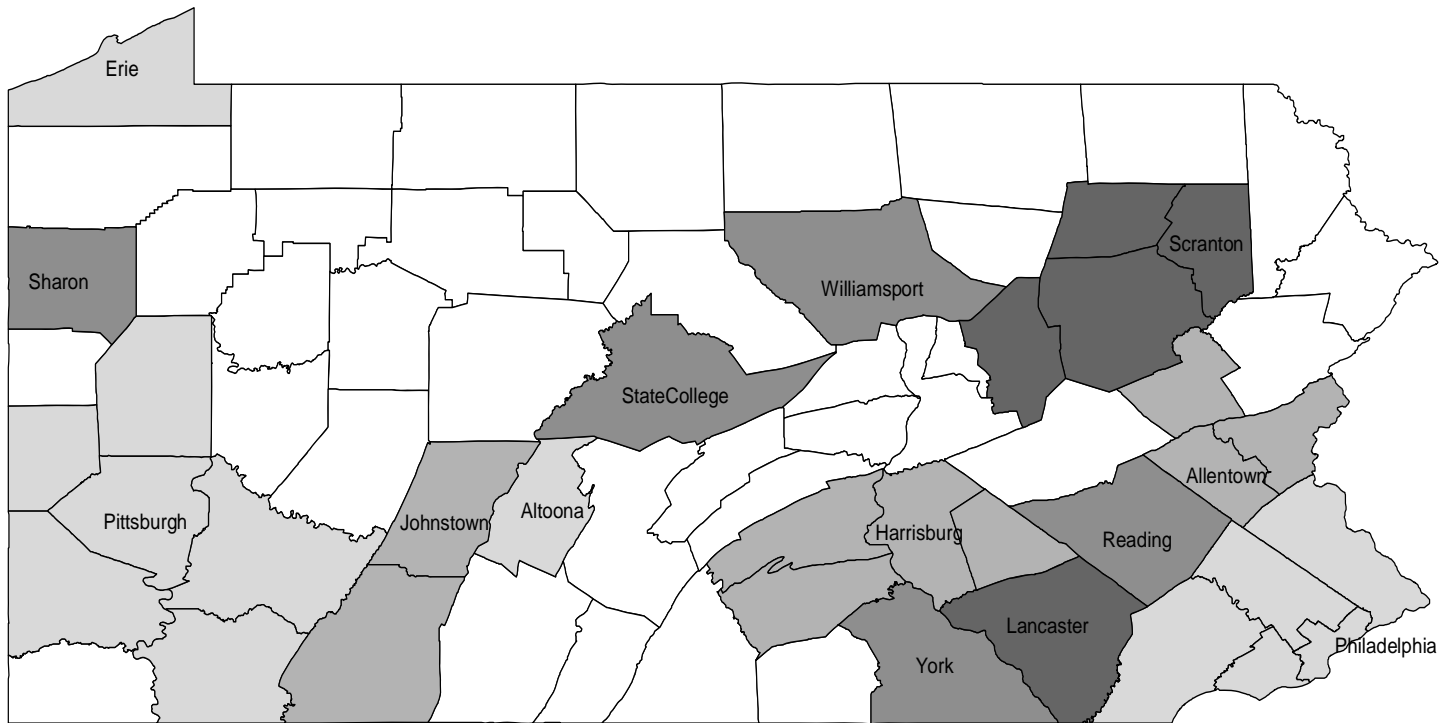 Erie
Scranton
Sharon
Williamsport
StateCollege
Allentown
Pittsburgh
Johnstown
Altoona
Harrisburg
Reading
Lancaster
Philadelphia
York